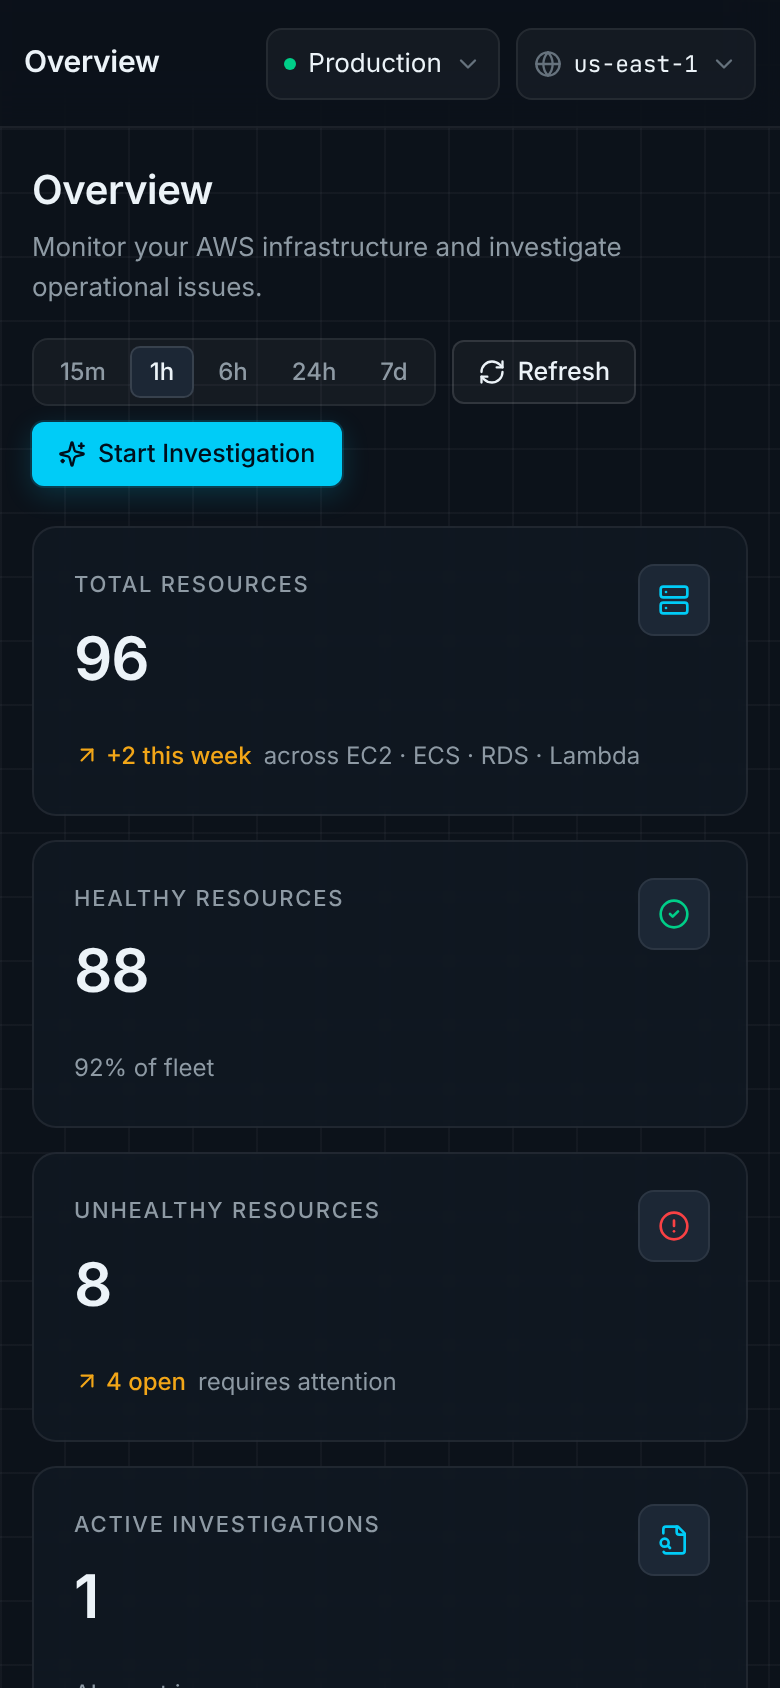 Overview
Production
us-east-1
Overview
Monitor your AWS infrastructure and investigate
operational issues.
15m 1h 6h 24h 7d
Refresh
Start Investigation
TOTAL RESOURCES
96
+2 this week across EC2 · ECS · RDS · Lambda
HEALTHY RESOURCES
88
92% of fleet
UNHEALTHY RESOURCES
8
4 open requires attention
ACTIVE INVESTIGATIONS
1